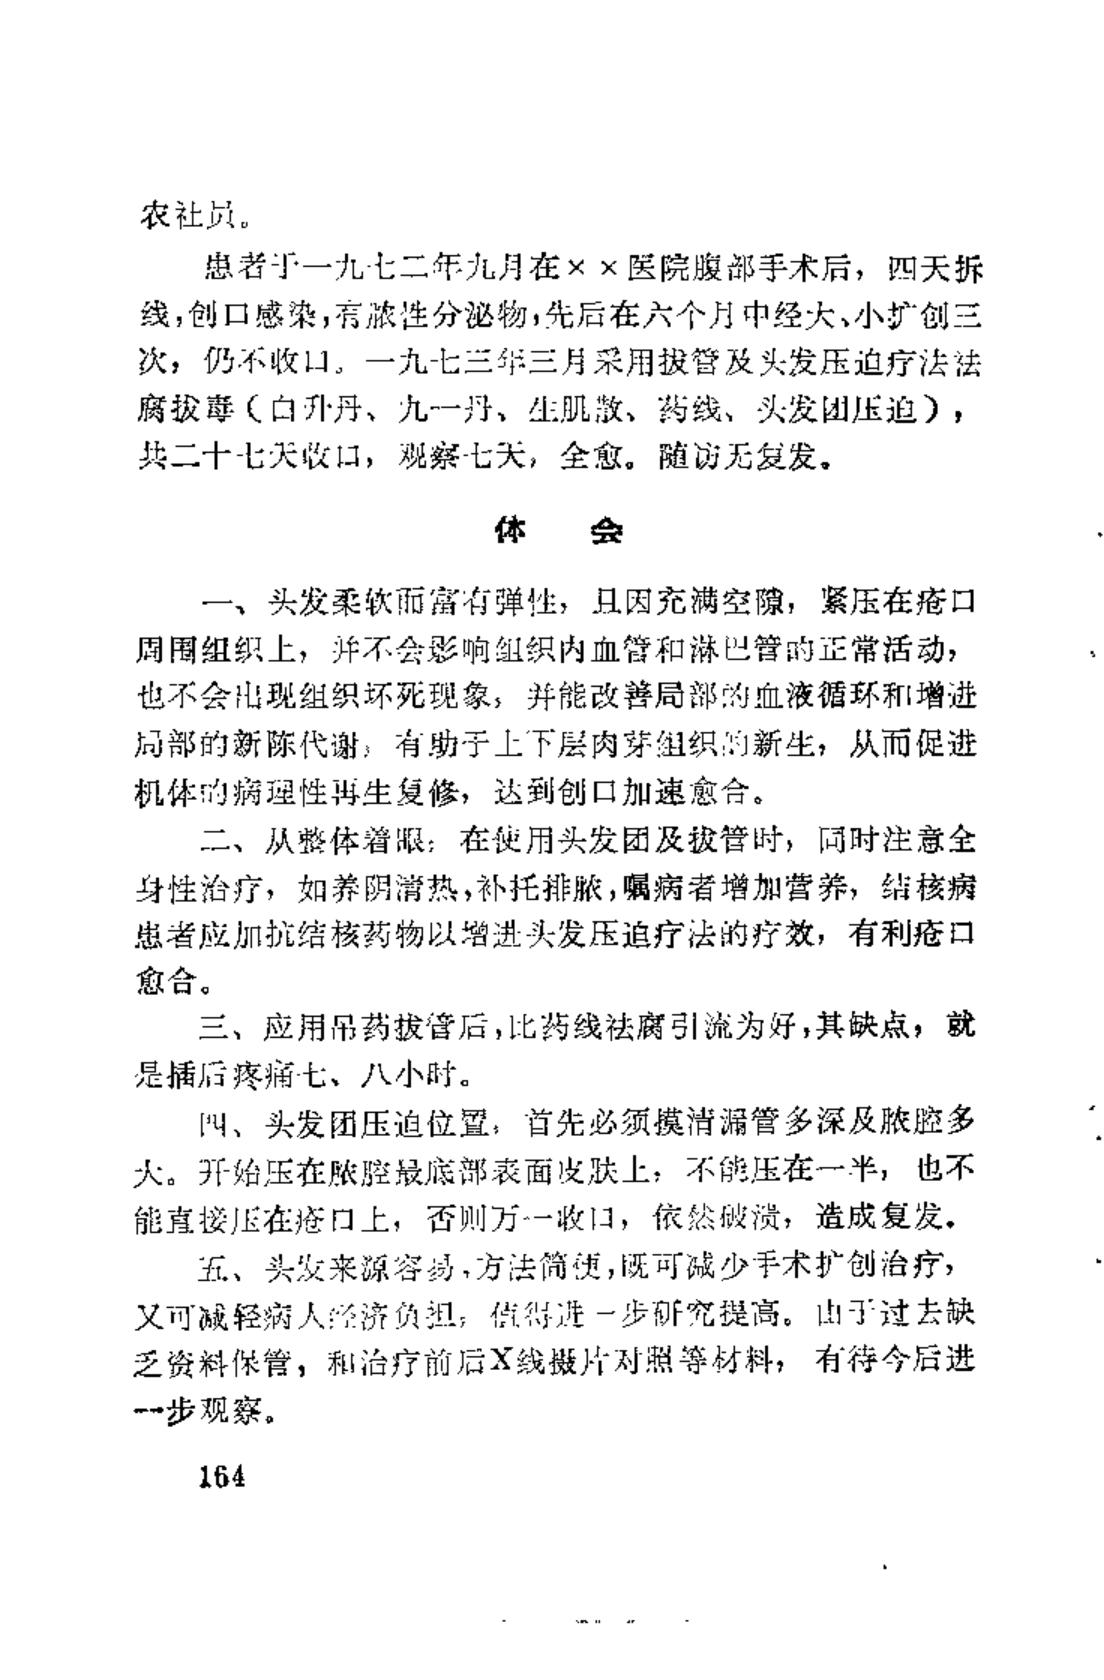 农社员。
患者于一九七二年九月在××医院腹部手术后，四天拆
线，创口感染，有脓性分泌物，先后在六个月中经大、小扩创三
次，仍不收口。一九七三年三月采用拔管及头发压迫疗法祛
腐拔毒（白升丹、九一丹、生肌散、药线、头发团压迫），
共二十七天收口，观察七天，全愈。随访无复发。
体　会
一、头发柔软而富有弹性，且因充满空隙，紧压在疮口
周围组织上，并不会影响组织内血管和淋巴管的正常活动，
也不会出现组织坏死现象，并能改善局部的血液循环和增进
局部的新陈代谢，有助于上下层肉芽组织的新生，从而促进
机体的病理性再生复修，达到创口加速愈合。
二、从整体着眼，在使用头发团及拔管时，同时注意全
身性治疗，如养阴清热，补托排脓，嘱病者增加营养，结核病
患者应加抗结核药物以增进头发压迫疗法的疗效，有利疮口
愈合。
三、应用吊药拔管后，比药线祛腐引流为好，其缺点，就
是插后疼痛七、八小时。
四、头发团压迫位置，首先必须摸清漏管多深及脓腔多
大。开始压在脓腔最底部表面皮肤上，不能压在一半，也不
能直接压在疮口上，否则万一收口，依然破溃，造成复发。
五、头发来源容易，方法简便，既可减少手术扩创治疗，
又可减轻病人经济负担，值得进一步研究提高。由于过去缺
乏资料保管，和治疗前后X线摄片对照等材料，有待今后进
一步观察。
164